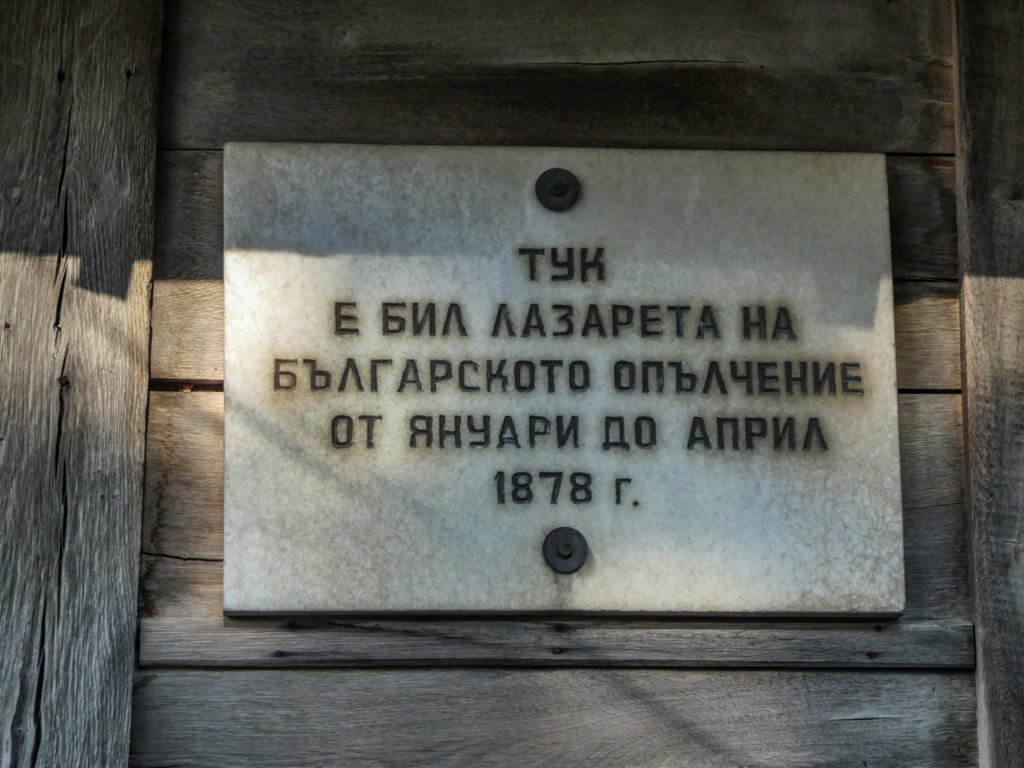 ТУК
Е БИЛ ЛАЗАРЕТА НА
БЪЛГАРСКОТО ОПЪЛЧЕНИЕ
ОТ ЯНУАРИ ДО АПРИЛ
1878 г.